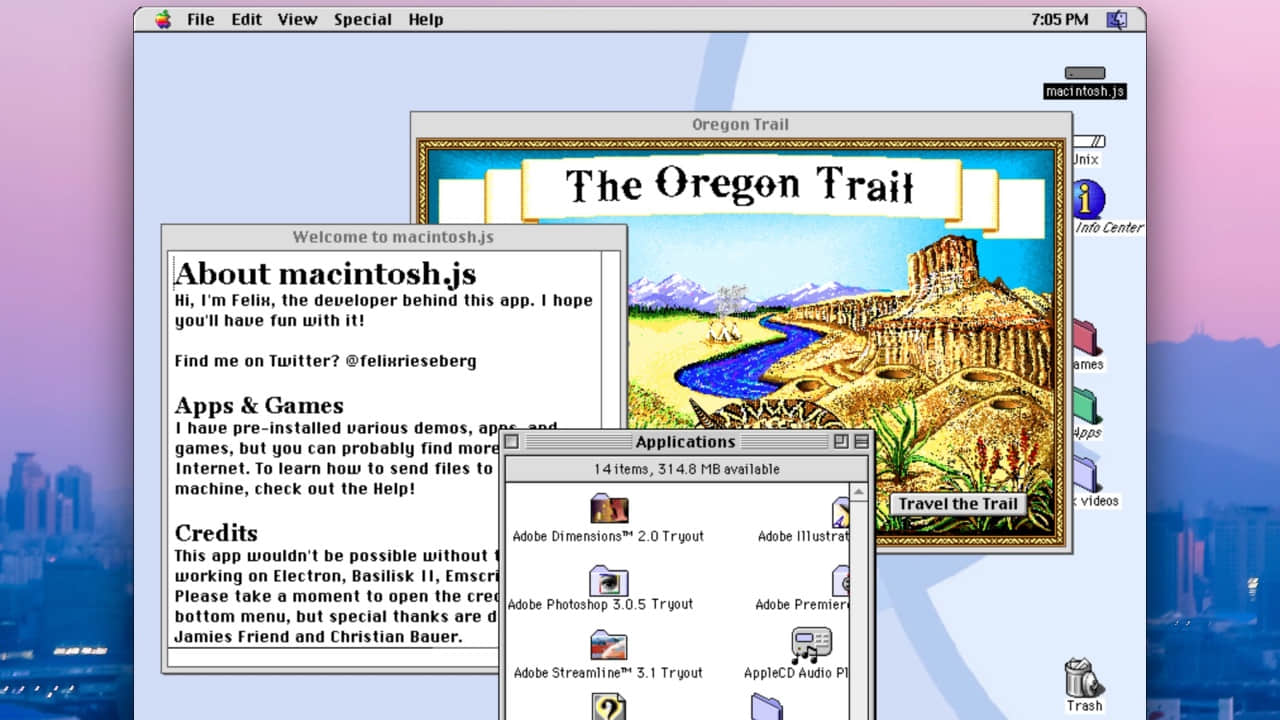 File Edit View Special Help
7:05 PM
macintosh.js
Oregon Trail
The Oregon Trail
Unix
Info Center
Welcome to macintosh.js
About macintosh.js
Hi, I'm Felix, the developer behind this app. I hope
you'll have fun with it!
Find me on Twitter? @felixrieseberg
Apps & Games
I have pre-installed various demos, apps, and
games, but you can probably find more
Internet. To learn how to send files to
machine, check out the Help!
Credits
This app wouldn't be possible without
working on Electron, Basilisk II, Emscri
Please take a moment to open the cre
bottom menu, but special thanks are d
Jamies Friend and Christian Bauer.
ames
Apps
videos
Travel the Trail
Applications
14 items, 314.8 MB available
Adobe Dimensions™ 2.0 Tryout
Adobe Illustrat
Adobe Photoshop 3.0.5 Tryout
Adobe Premier
Adobe Streamline™ 3.1 Tryout
AppleCD Audio Pl
Trash